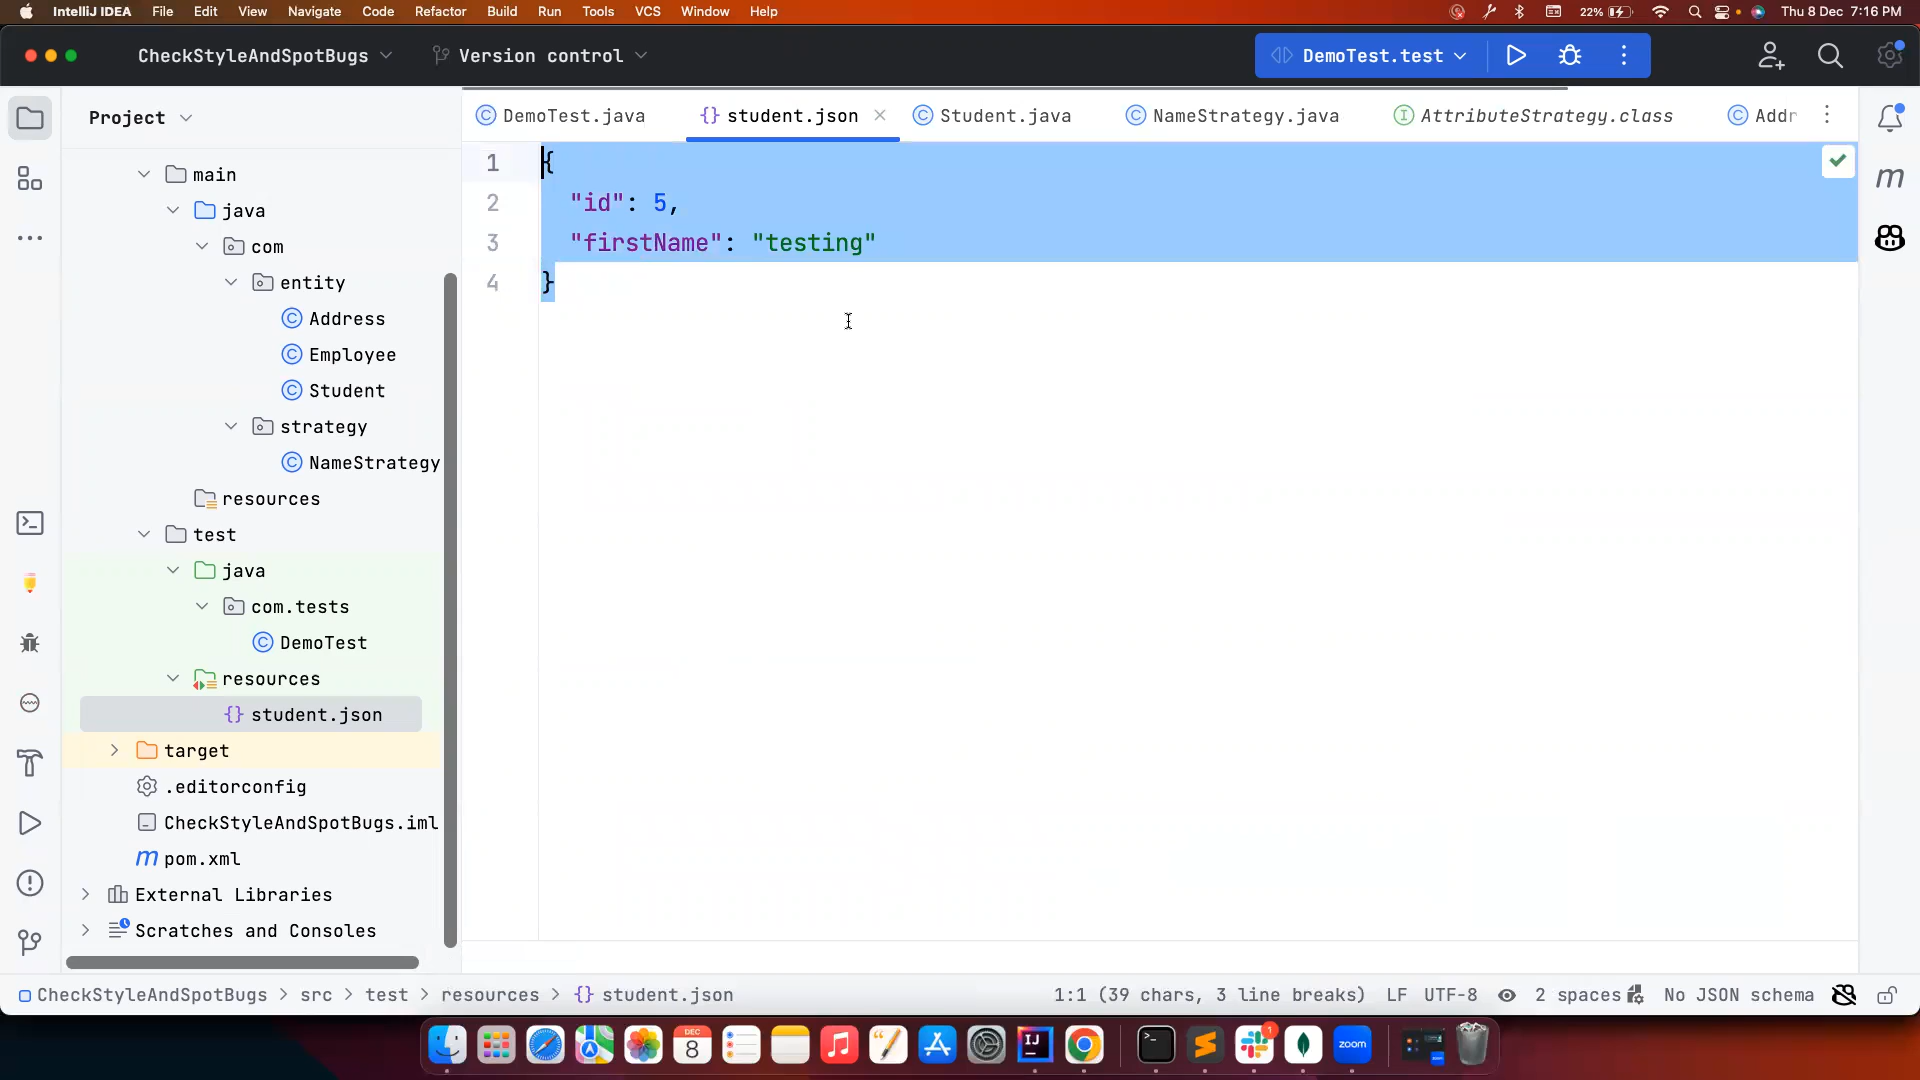 IntelliJ IDEA File Edit View Navigate Code Refactor Build Run Tools VCS Window Help 22% Thu 8 Dec 7:16 PM
CheckStyleAndSpotBugs Version control DemoTest.test
Project
DemoTest.java student.json Student.java NameStrategy.java AttributeStrategy.class Addr
main
java
com
entity
Address
Employee
Student
strategy
NameStrategy
resources
test
java
com.tests
DemoTest
resources
student.json
target
.editorconfig
CheckStyleAndSpotBugs.iml
pom.xml
External Libraries
Scratches and Consoles
1 {
2 "id": 5,
3 "firstName": "testing"
4 }
CheckStyleAndSpotBugs > src > test > resources > {} student.json 1:1 (39 chars, 3 line breaks) LF UTF-8 2 spaces No JSON schema
DEC
8
IJ
1
zoom